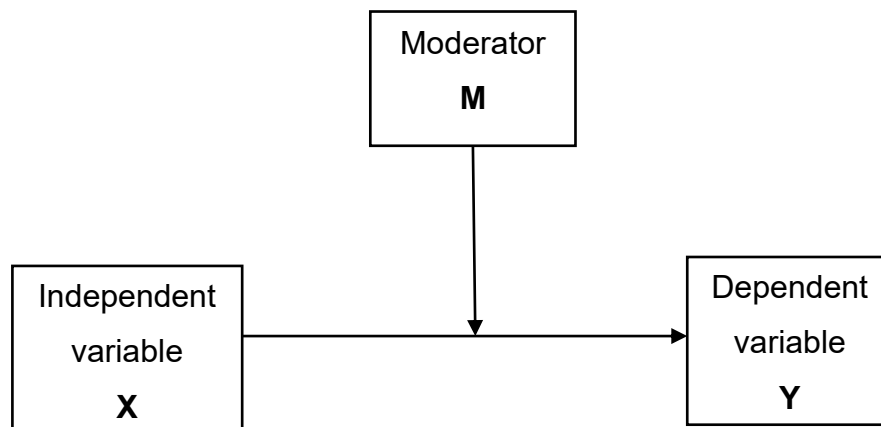 Moderator
M
Independent
variable
X
Dependent
variable
Y